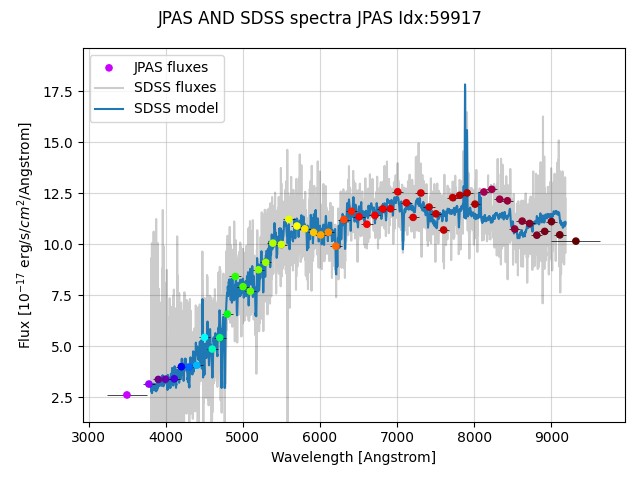 JPAS AND SDSS spectra JPAS Idx:59917
JPAS fluxes
SDSS fluxes
SDSS model
17.5
15.0
12.5
10.0
7.5
5.0
2.5
Flux [10⁻¹⁷ erg/s/cm²/Angstrom]
3000 4000 5000 6000 7000 8000 9000
Wavelength [Angstrom]